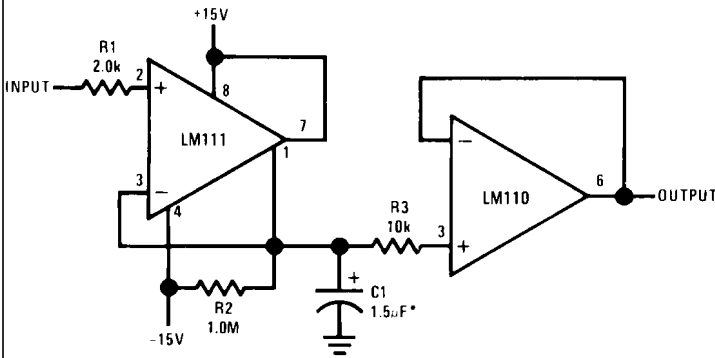 +15V
R1
2.0k
INPUT
2
+
8
LM111
7
1
3
−
4
R2
1.0M
-15V
R3
10k
+
C1
1.5μF*
−
LM110
6
3
+
OUTPUT